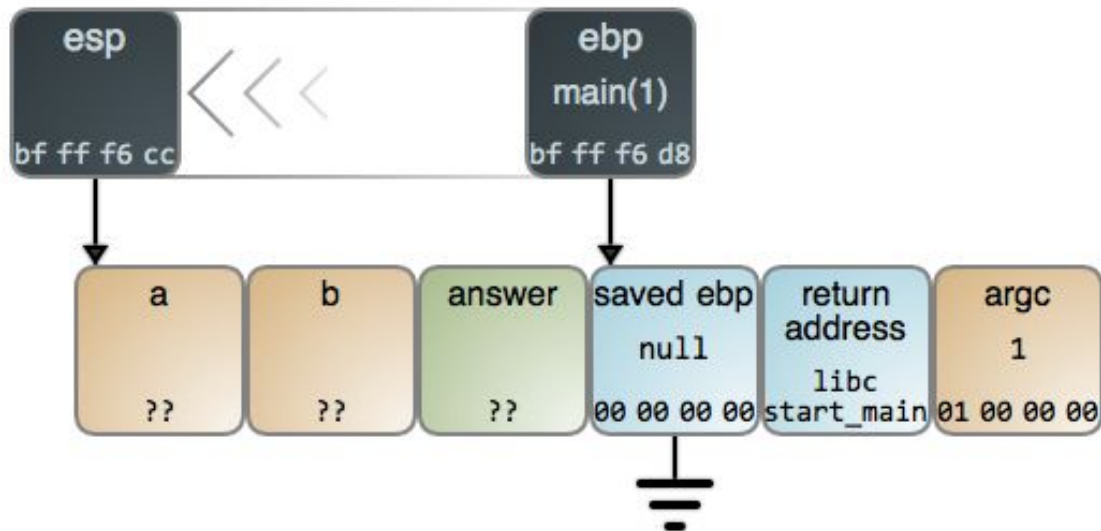 esp
ebp
main(1)
bf ff f6 cc
bf ff f6 d8
a
b
answer
saved ebp
return
address
argc
null
1
libc
??
??
??
00 00 00 00
start_main
01 00 00 00